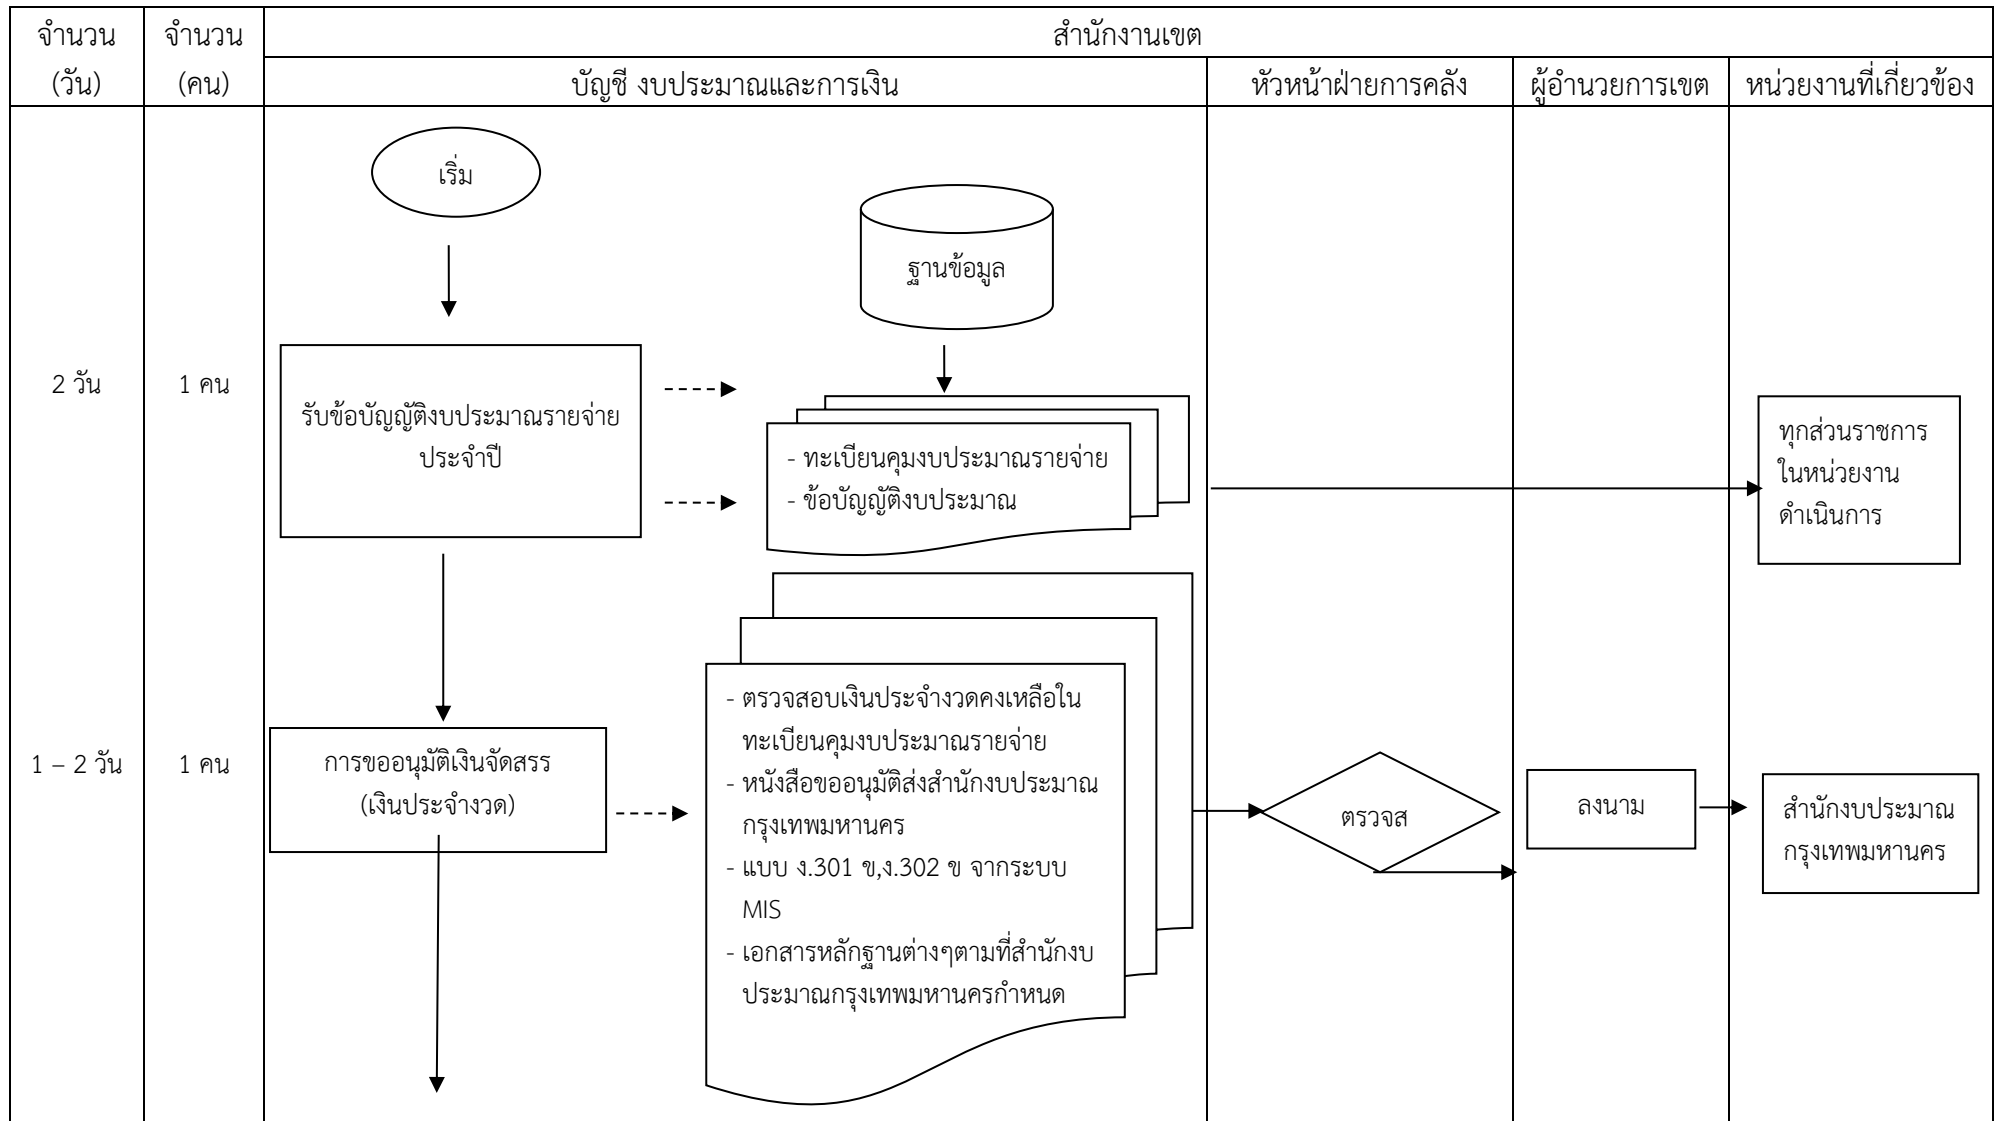 จำนวน
(วัน)
จำนวน
(คน)
สำนักงานเขต
บัญชี งบประมาณและการเงิน
หัวหน้าฝ่ายการคลัง
ผู้อำนวยการเขต
หน่วยงานที่เกี่ยวข้อง
เริ่ม
ฐานข้อมูล
2 วัน
1 คน
รับข้อบัญญัติงบประมาณรายจ่าย
ประจำปี
- ทะเบียนคุมงบประมาณรายจ่าย
- ข้อบัญญัติงบประมาณ
ทุกส่วนราชการ
ในหน่วยงาน
ดำเนินการ
1 – 2 วัน
1 คน
การขออนุมัติเงินจัดสรร
(เงินประจำงวด)
- ตรวจสอบเงินประจำงวดคงเหลือใน
ทะเบียนคุมงบประมาณรายจ่าย
- หนังสือขออนุมัติส่งสำนักงบประมาณ
กรุงเทพมหานคร
- แบบ ง.301 ข,ง.302 ข จากระบบ
MIS
- เอกสารหลักฐานต่างๆตามที่สำนักงบ
ประมาณกรุงเทพมหานครกำหนด
ตรวจส
ลงนาม
สำนักงบประมาณ
กรุงเทพมหานคร